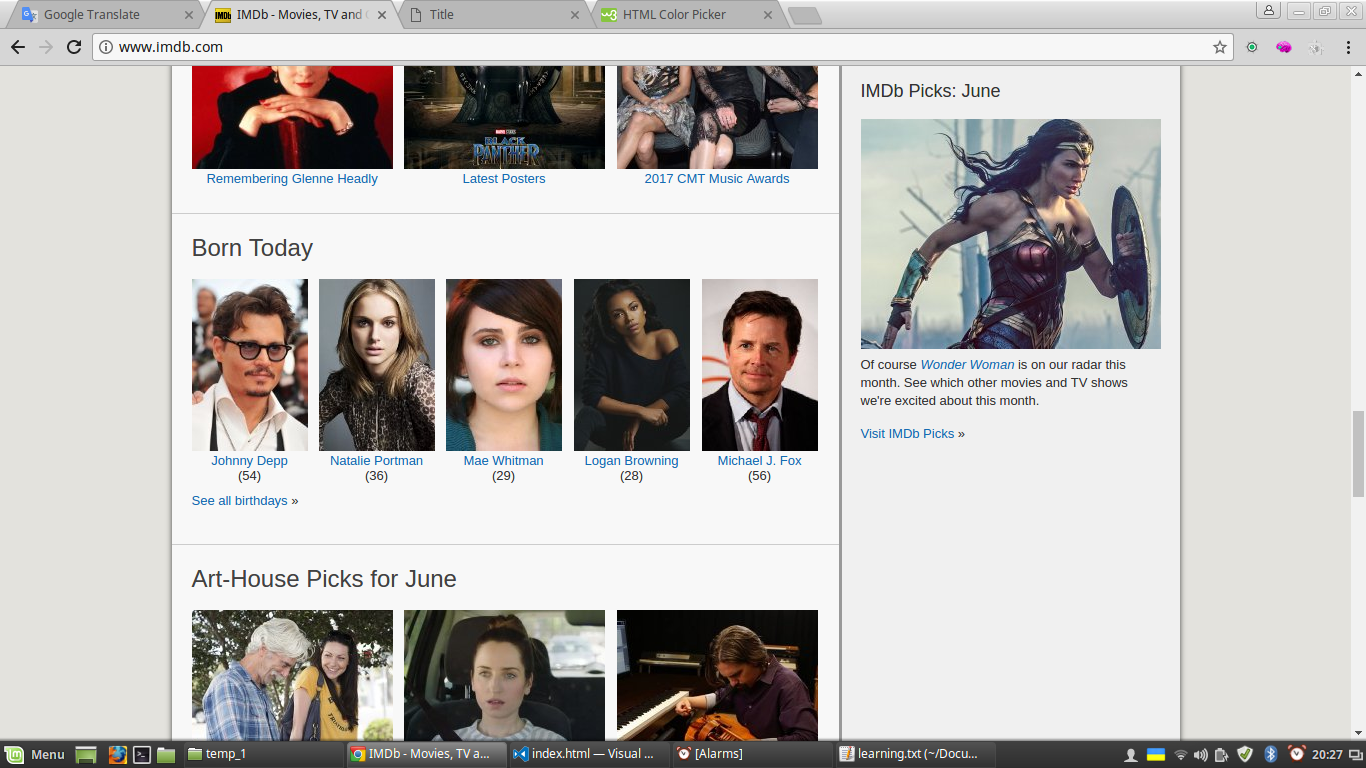 Google Translate
IMDb - Movies, TV and
Title
HTML Color Picker
www.imdb.com
MARVEL STUDIOS
BLACK
PANTHER
Remembering Glenne Headly
Latest Posters
2017 CMT Music Awards
Born Today
Johnny Depp
(54)
Natalie Portman
(36)
Mae Whitman
(29)
Logan Browning
(28)
Michael J. Fox
(56)
See all birthdays »
Art-House Picks for June
IMDb Picks: June
Of course Wonder Woman is on our radar this
month. See which other movies and TV shows
we're excited about this month.
Visit IMDb Picks »
Menu
temp_1
IMDb - Movies, TV a...
index.html — Visual ...
[Alarms]
learning.txt (~/Docu...
20:27